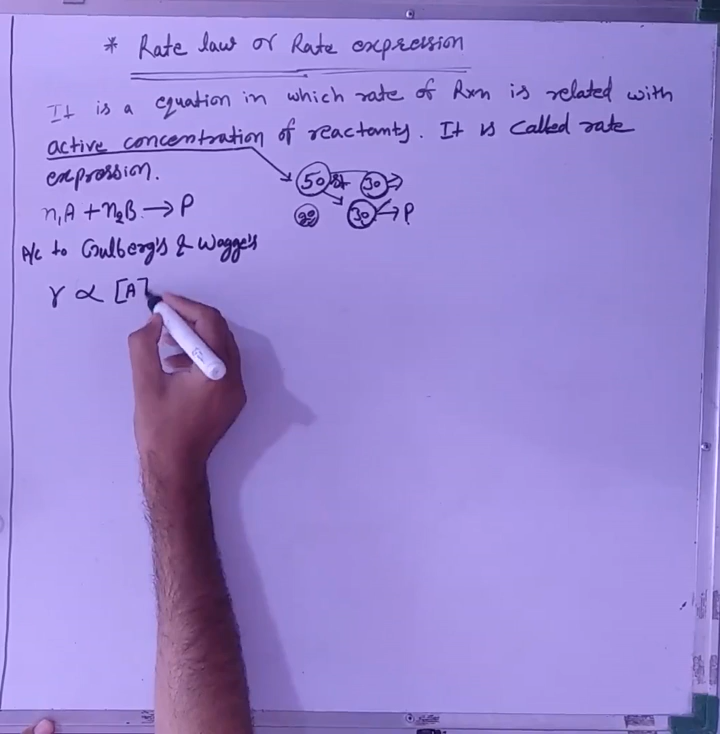 * Rate law or Rate expression
It is a equation in which rate of Rxn is related with
active concentration of reactants. It is Called rate
expression.
50 30
n₁A + n₂B → P
30 → P
A/c to Gulberg's & Wagge's
r ∝ [A]